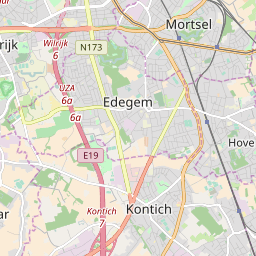 Mortsel
rijk
Wilrijk
6
N173
UZA
6a
6a
Edegem
E19
Hove
Kontich
7
Kontich
ar